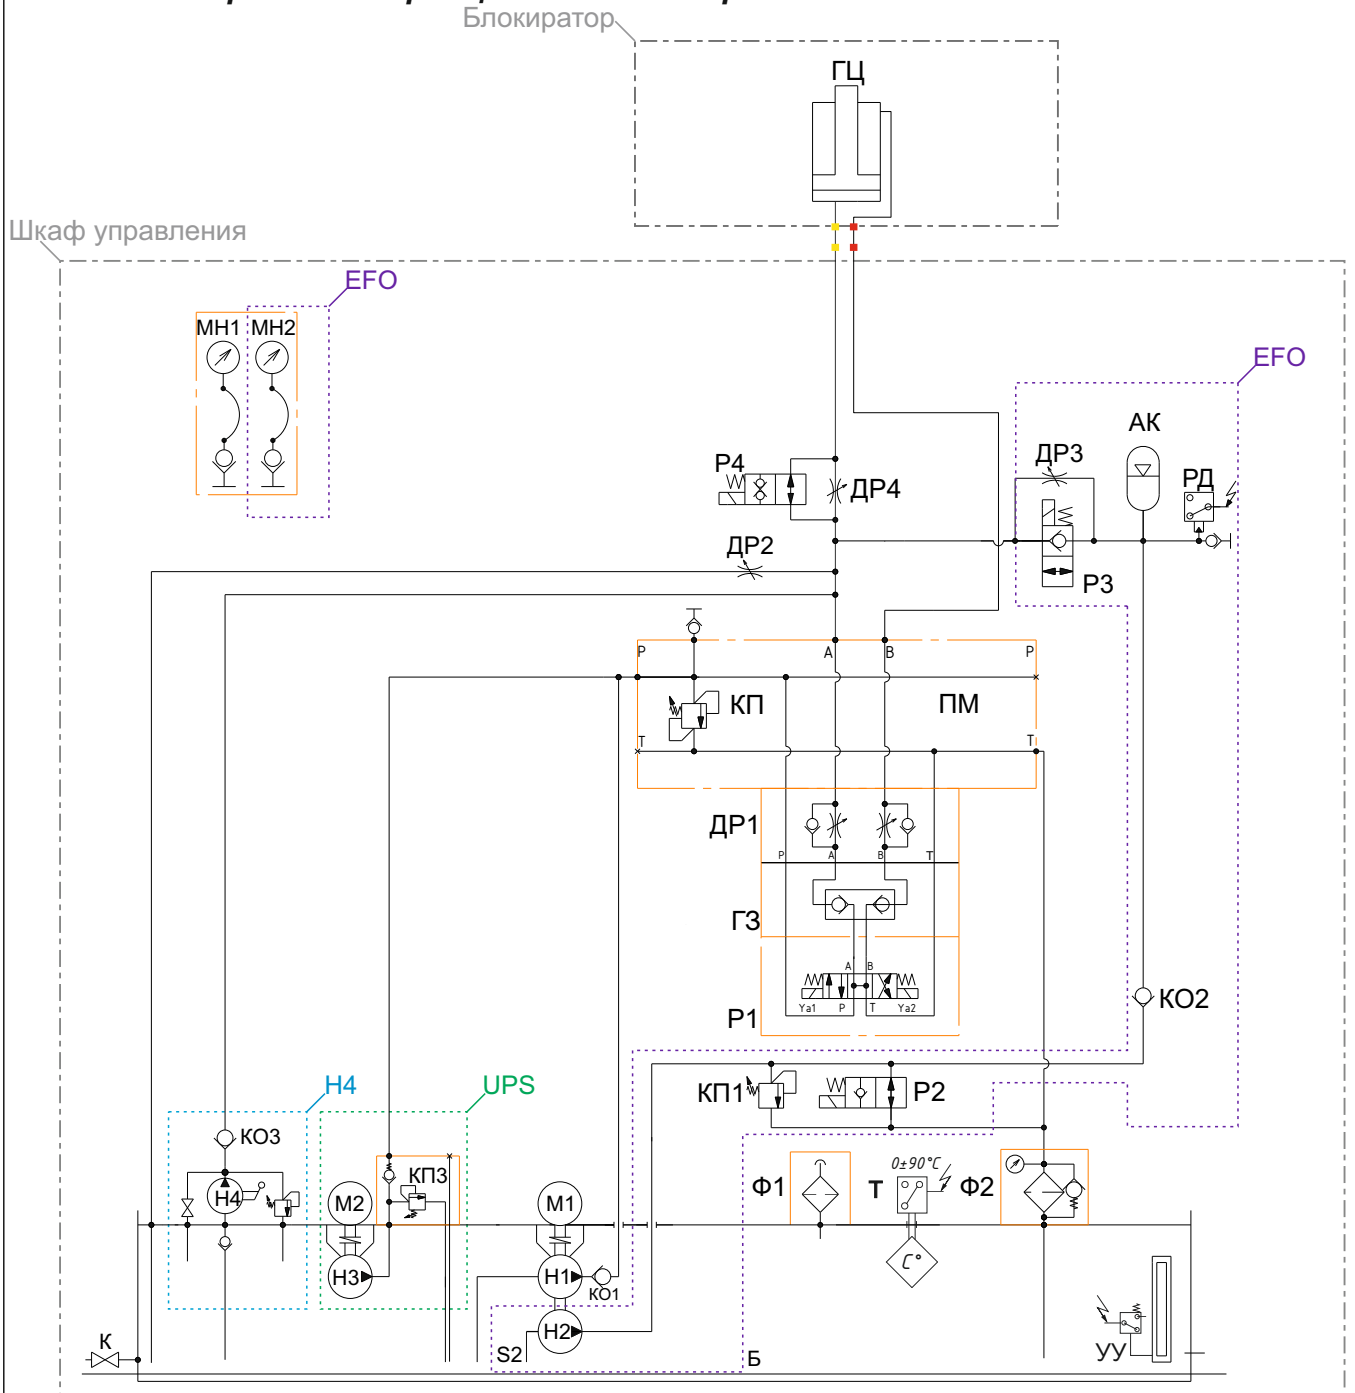 Блокиратор
ГЦ
Шкаф управления
EFO
МН1 МН2
EFO
АК
Р4
ДР3
РД
ДР4
ДР2
Р3
P A B P
КП ПМ
T T
ДР1
P A B T
ГЗ
A B
Ya1 P T Ya2
Р1
КО2
Н4 UPS
КП1 Р2
КО3
0±90°C
КП3
Ф1 Т Ф2
Н4 М2 М1
C°
Н3 Н1
КО1
Н2
К S2 Б УУ